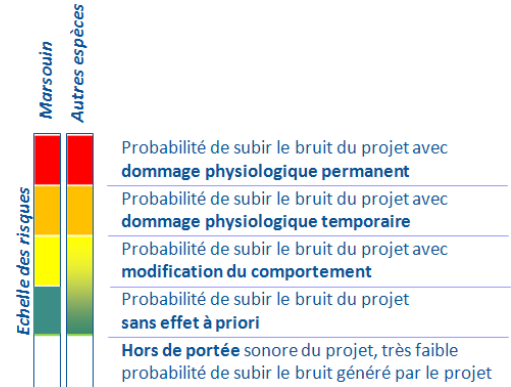 Marsouin
Autres espèces
Echelle des risques
Probabilité de subir le bruit du projet avec
dommage physiologique permanent
Probabilité de subir le bruit du projet avec
dommage physiologique temporaire
Probabilité de subir le bruit du projet avec
modification du comportement
Probabilité de subir le bruit du projet
sans effet à priori
Hors de portée sonore du projet, très faible
probabilité de subir le bruit généré par le projet